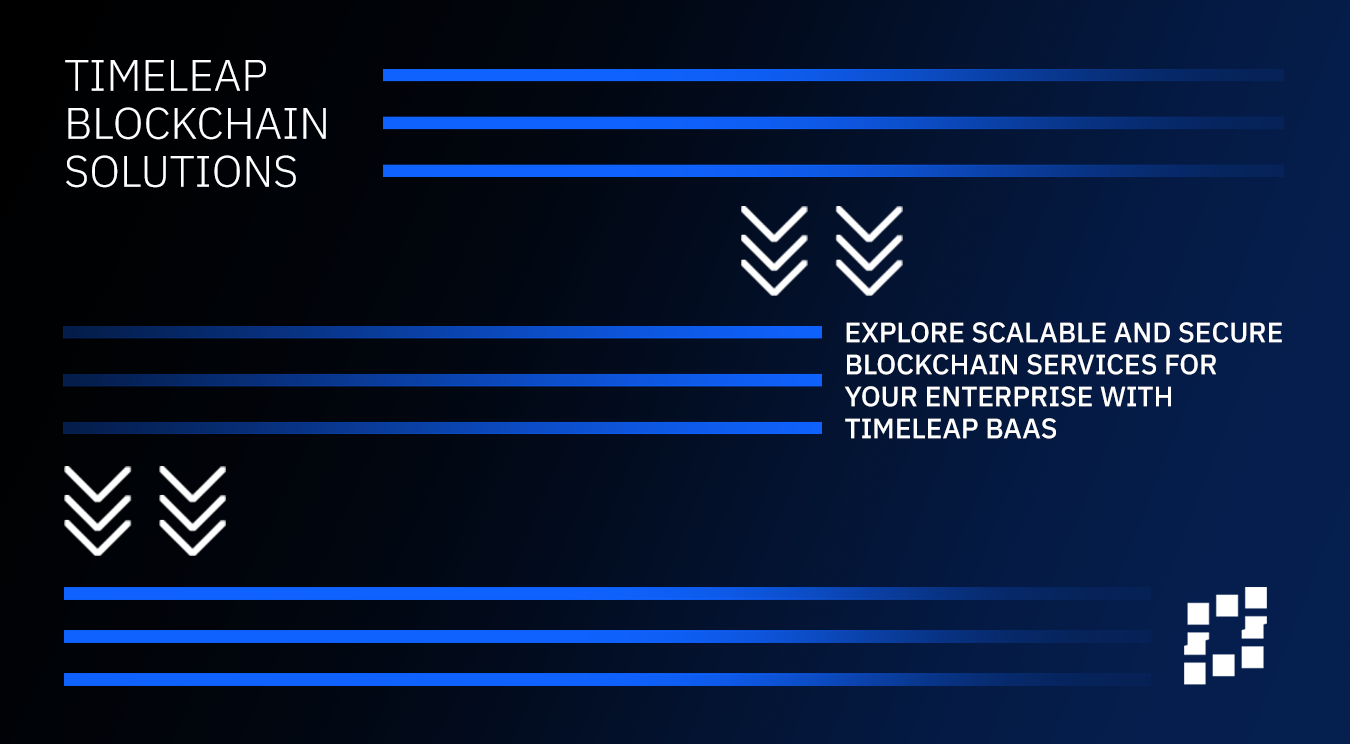 TIMELEAP
BLOCKCHAIN
SOLUTIONS
EXPLORE SCALABLE AND SECURE
BLOCKCHAIN SERVICES FOR
YOUR ENTERPRISE WITH
TIMELEAP BAAS